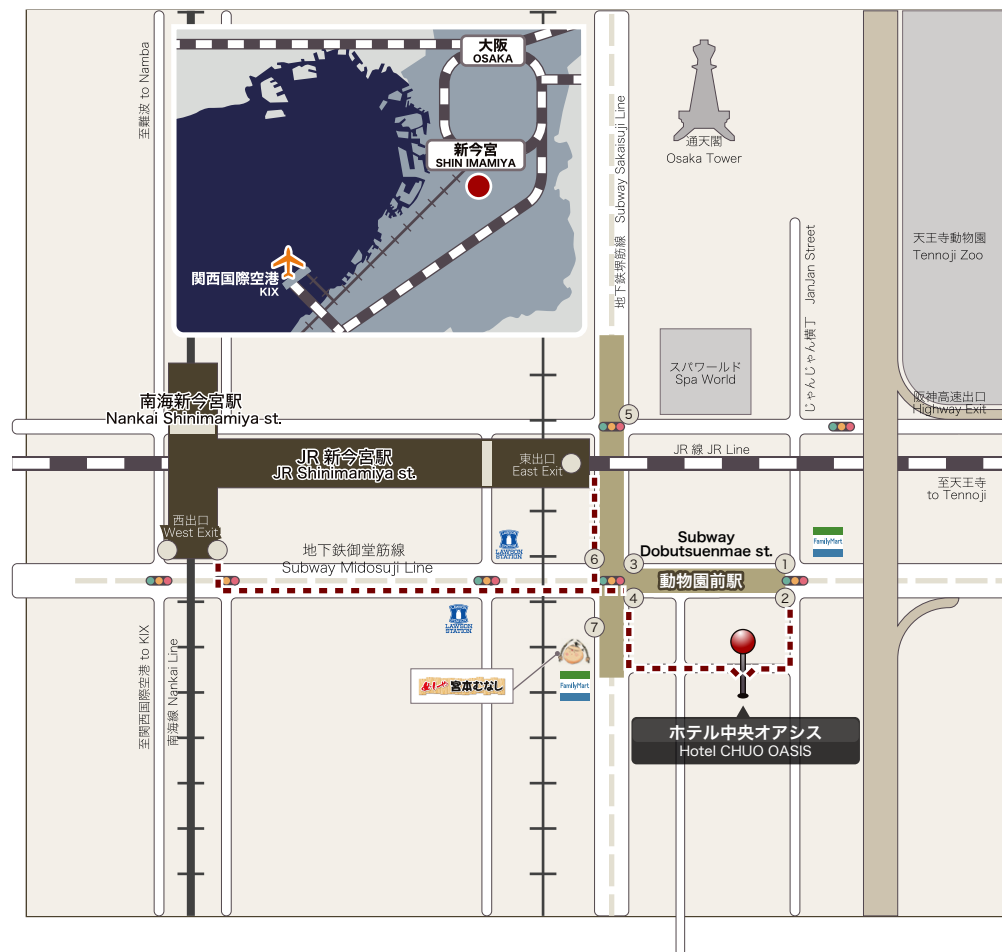 至難波 to Namba
大阪
OSAKA
新今宮
SHIN IMAMIYA
関西国際空港
KIX
地下鉄堺筋線 Subway Sakaisuji Line
通天閣
Osaka Tower
天王寺動物園
Tennoji Zoo
じゃんじゃん横丁 JanJan Street
スパワールド
Spa World
阪神高速出口
Highway Exit
南海新今宮駅
Nankai Shinimamiya-st.
5
JR 新今宮駅
JR Shinimamiya st.
東出口
East Exit
JR 線 JR Line
至天王寺
to Tennoji
西出口
West Exit
地下鉄御堂筋線
Subway Midosuji Line
LAWSON
STATION
6
Subway
Dobutsuenmae st.
動物園前駅
3
1
4
2
FamilyMart
LAWSON
STATION
7
宮本むなし
FamilyMart
至関西国際空港 to KIX
南海線 Nankai Line
ホテル中央オアシス
Hotel CHUO OASIS